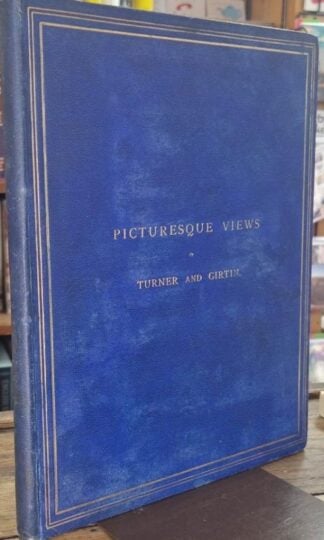 PICTURESQUE VIEWS
TURNER AND GIRTIN.